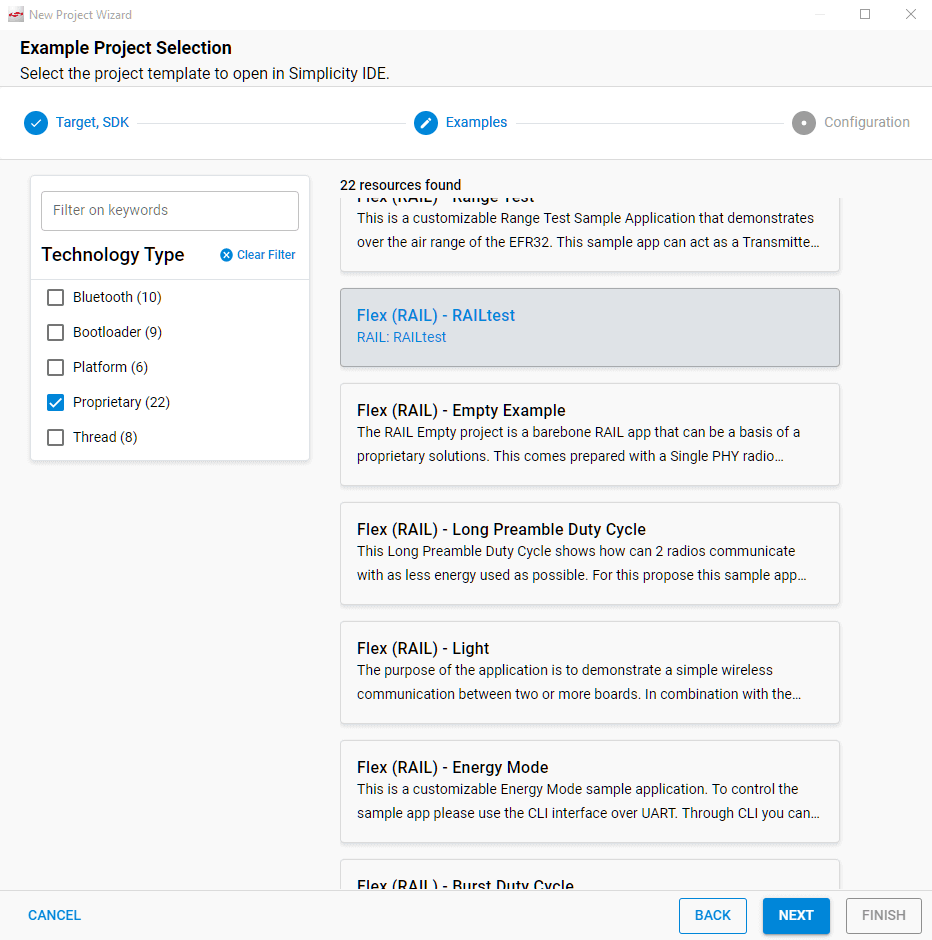 New Project Wizard
Example Project Selection
Select the project template to open in Simplicity IDE.
Target, SDK
Examples
Configuration
Filter on keywords
Technology Type
Clear Filter
Bluetooth (10)
Bootloader (9)
Platform (6)
Proprietary (22)
Thread (8)
22 resources found
Flex (RAIL) - Range Test
This is a customizable Range Test Sample Application that demonstrates
over the air range of the EFR32. This sample app can act as a Transmitte...
Flex (RAIL) - RAILtest
RAIL: RAILtest
Flex (RAIL) - Empty Example
The RAIL Empty project is a barebone RAIL app that can be a basis of a
proprietary solutions. This comes prepared with a Single PHY radio...
Flex (RAIL) - Long Preamble Duty Cycle
This Long Preamble Duty Cycle shows how can 2 radios communicate
with as less energy used as possible. For this propose this sample app...
Flex (RAIL) - Light
The purpose of the application is to demonstrate a simple wireless
communication between two or more boards. In combination with the...
Flex (RAIL) - Energy Mode
This is a customizable Energy Mode sample application. To control the
sample app please use the CLI interface over UART. Through CLI you can...
Flex (RAIL) - Burst Duty Cycle
CANCEL
BACK
NEXT
FINISH